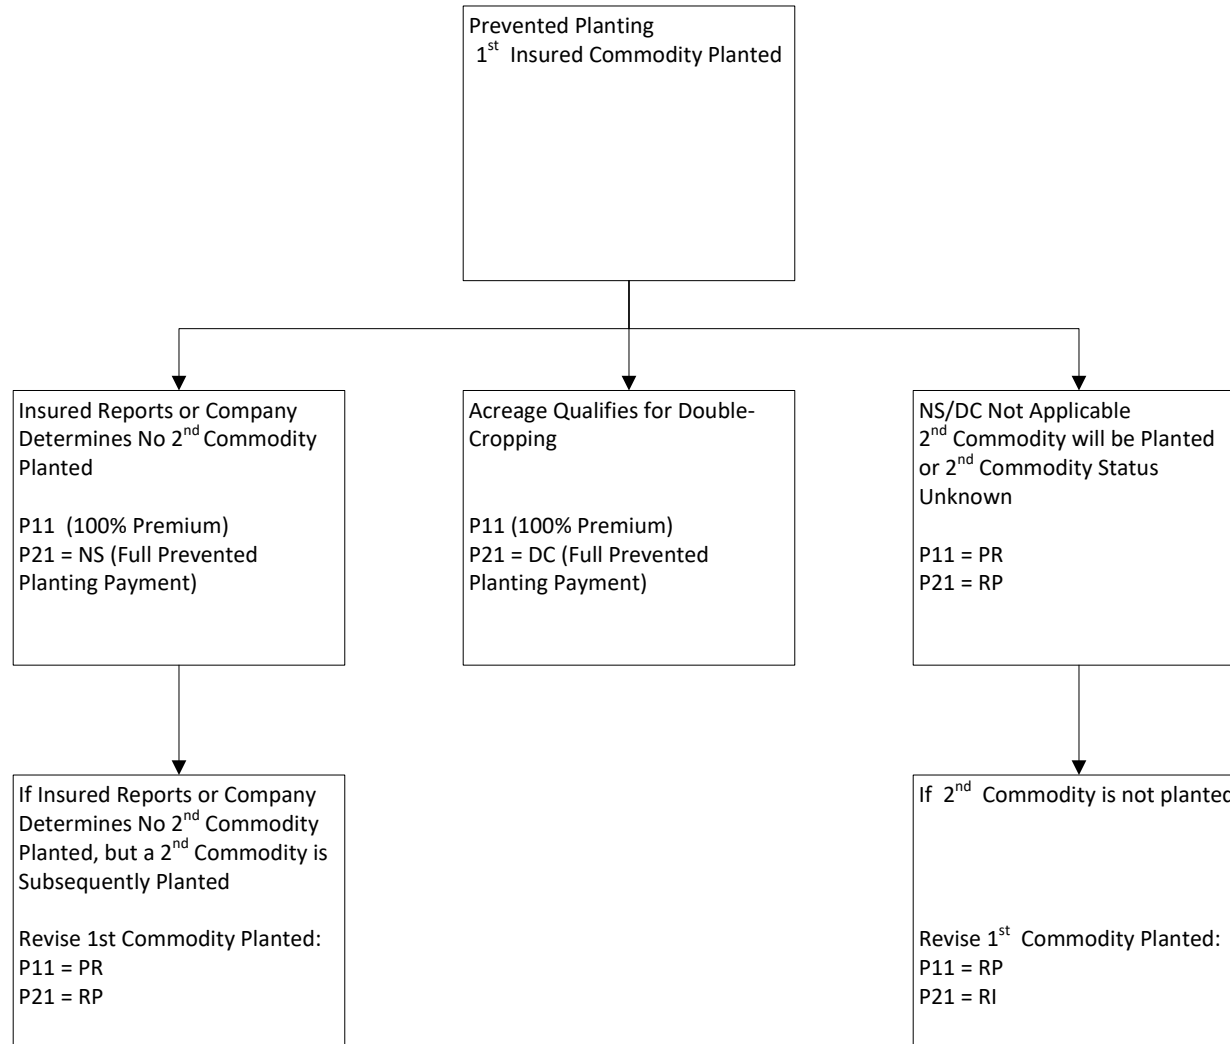 Prevented Planting
1st Insured Commodity Planted
Insured Reports or Company
Determines No 2nd Commodity
Planted
P11 (100% Premium)
P21 = NS (Full Prevented
Planting Payment)
Acreage Qualifies for Double-
Cropping
P11 (100% Premium)
P21 = DC (Full Prevented
Planting Payment)
NS/DC Not Applicable
2nd Commodity will be Planted
or 2nd Commodity Status
Unknown
P11 = PR
P21 = RP
If Insured Reports or Company
Determines No 2nd Commodity
Planted, but a 2nd Commodity is
Subsequently Planted
Revise 1st Commodity Planted:
P11 = PR
P21 = RP
If 2nd Commodity is not planted
Revise 1st Commodity Planted:
P11 = RP
P21 = RI